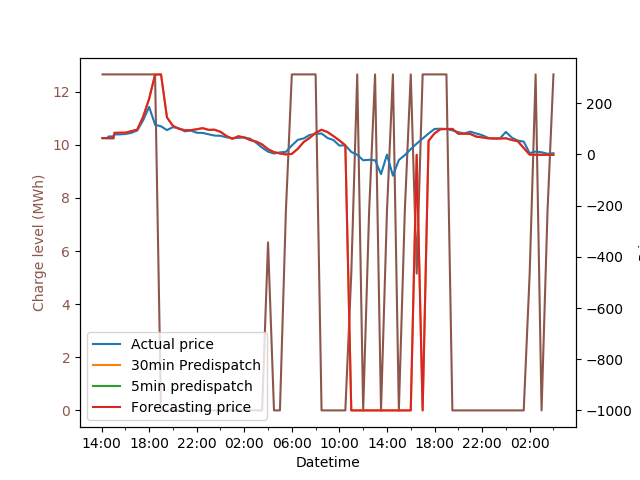 12
10
8
6
4
2
0
Charge level (MWh)
200
0
−200
−400
−600
−800
−1000
Actual price
30min Predispatch
5min predispatch
Forecasting price
14:00 18:00 22:00 02:00 06:00 10:00 14:00 18:00 22:00 02:00
Datetime